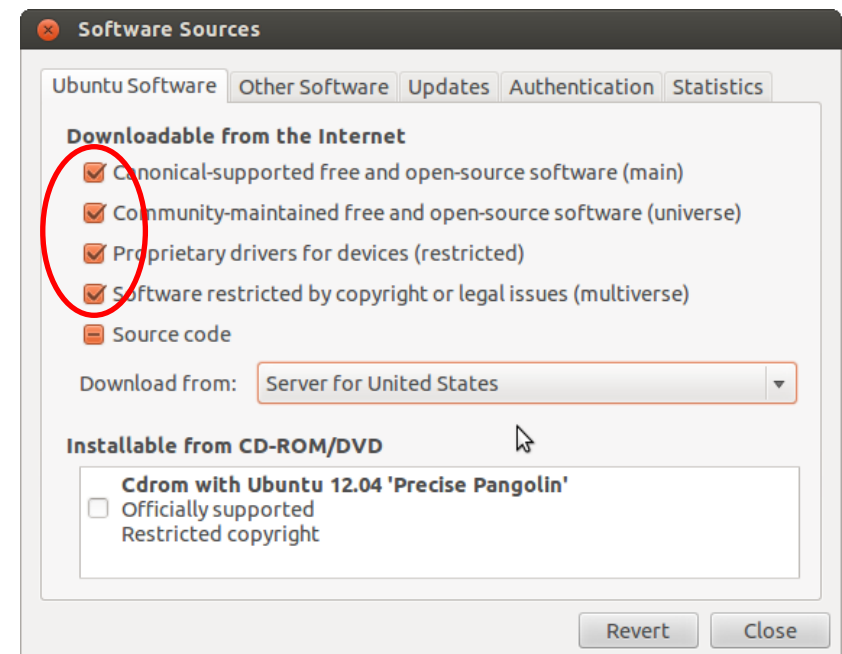 Software Sources
Ubuntu Software Other Software Updates Authentication Statistics
Downloadable from the Internet
Canonical-supported free and open-source software (main)
Community-maintained free and open-source software (universe)
Proprietary drivers for devices (restricted)
Software restricted by copyright or legal issues (multiverse)
Source code
Download from: Server for United States
Installable from CD-ROM/DVD
Cdrom with Ubuntu 12.04 'Precise Pangolin'
Officially supported
Restricted copyright
Revert Close